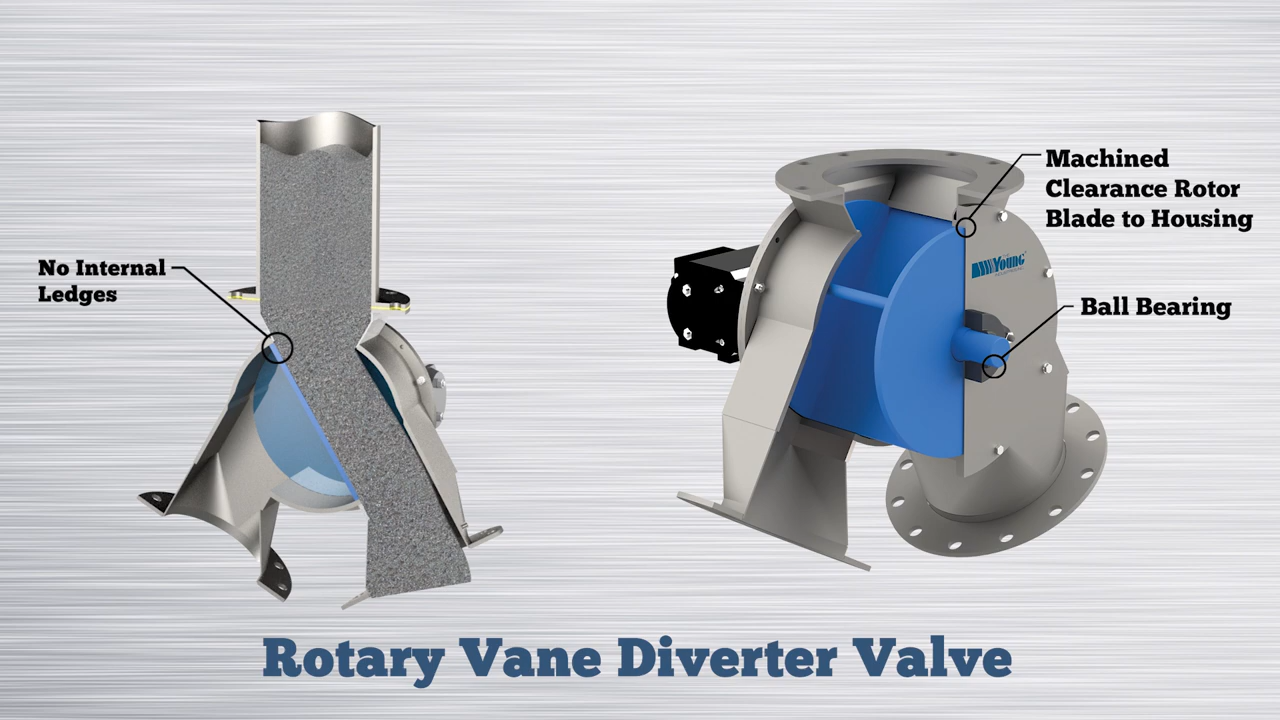 No Internal
Ledges
Machined
Clearance Rotor
Blade to Housing
Young
Ball Bearing
Rotary Vane Diverter Valve